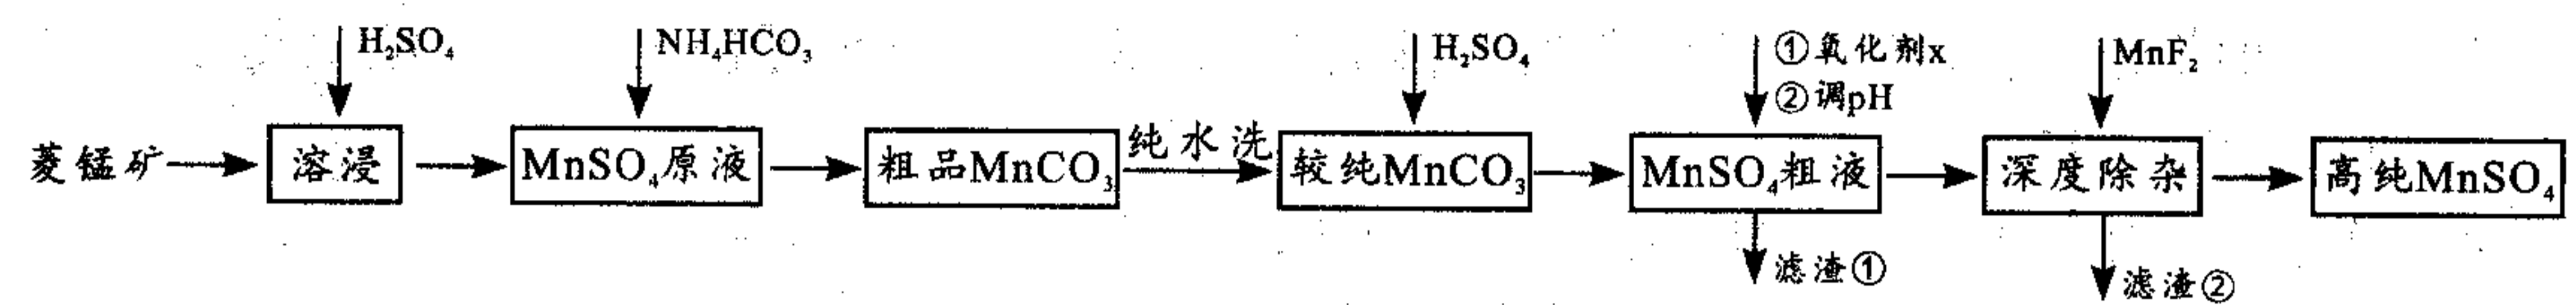 H₂SO₄
NH₄HCO₃
H₂SO₄
①氧化剂x
②调pH
MnF₂
菱锰矿
溶浸
MnSO₄原液
粗品MnCO₃
纯水洗
较纯MnCO₃
MnSO₄粗液
深度除杂
高纯MnSO₄
滤渣①
滤渣②